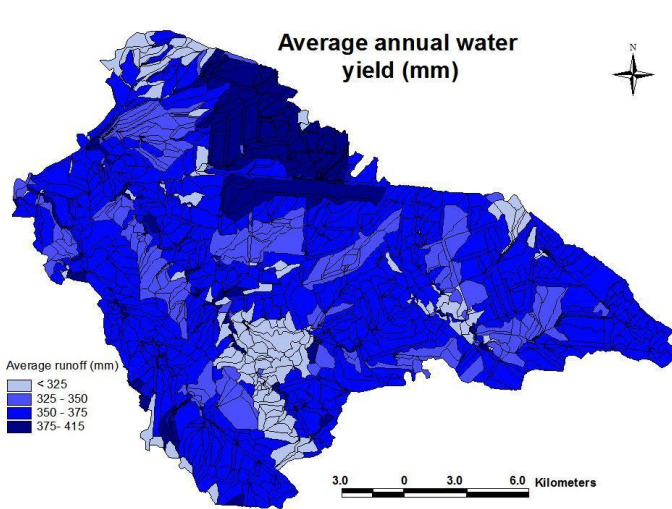 Average annual water
yield (mm)
N
Average runoff (mm)
< 325
325 - 350
350 - 375
375- 415
3.0 0 3.0 6.0 Kilometers